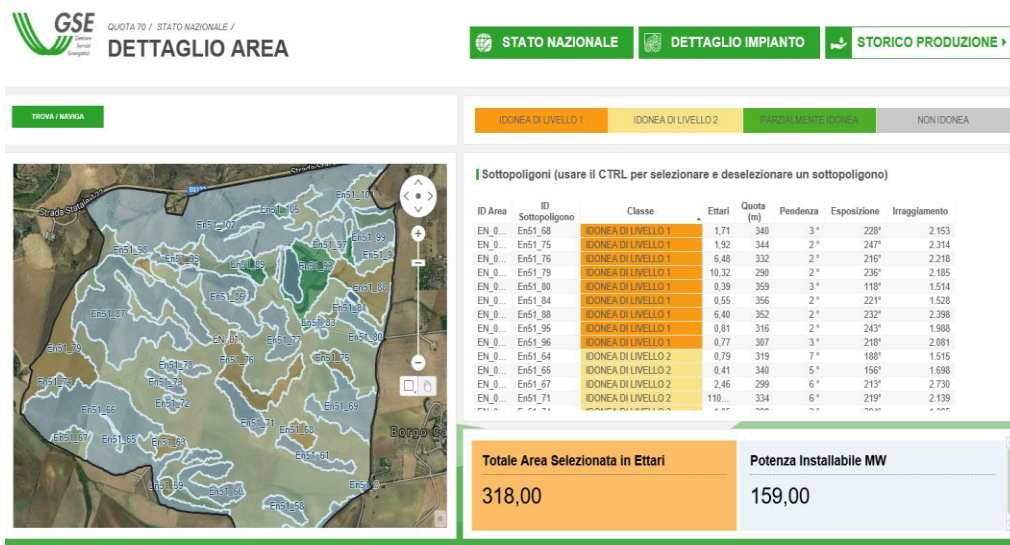 GSE
Gestore
Servizi
Energetici
QUOTA 70 / STATO NAZIONALE /
DETTAGLIO AREA
STATO NAZIONALE
DETTAGLIO IMPIANTO
STORICO PRODUZIONE
TROVA / NAVIGA
IDONEA DI LIVELLO 1
IDONEA DI LIVELLO 2
PARZIALMENTE IDONEA
NON IDONEA
Strada Statale
Strada Statale
En51_105
En51_102
En51_99
En51_98
En51_97
En51_95
En51_89
En51_88
En51_86
En51_87
En51_81
En51_83
En51_80
EN_011
En51_77
En51_79
En51_76
En51_75
En51_78
En51_73
En51_72
En51_69
En51_66
En51_71
En51_68
En51_67
En51_65
En51_63
En51_61
En51_59
En51_60
En51_58
Sottopoligoni (usare il CTRL per selezionare e deselezionare un sottopoligono)
ID Area ID Sottopoligono Classe Ettari Quota (m) Pendenza Esposizione Irraggiamento
EN_0... En51_68 IDONEA DI LIVELLO 1 1,71 340 3 ° 228° 2.153
EN_0... En51_75 IDONEA DI LIVELLO 1 1,92 344 2 ° 247° 2.314
EN_0... En51_76 IDONEA DI LIVELLO 1 6,48 332 2 ° 216° 2.218
EN_0... En51_79 IDONEA DI LIVELLO 1 10,32 290 2 ° 236° 2.185
EN_0... En51_80 IDONEA DI LIVELLO 1 0,39 359 3 ° 118° 1.514
EN_0... En51_84 IDONEA DI LIVELLO 1 0,55 356 2 ° 221° 1.528
EN_0... En51_88 IDONEA DI LIVELLO 1 6,40 352 2 ° 232° 2.398
EN_0... En51_95 IDONEA DI LIVELLO 1 0,81 316 2 ° 243° 1.988
EN_0... En51_96 IDONEA DI LIVELLO 1 0,77 307 3 ° 218° 2.081
EN_0... En51_64 IDONEA DI LIVELLO 2 0,79 319 7 ° 188° 1.515
EN_0... En51_65 IDONEA DI LIVELLO 2 0,41 340 5 ° 156° 1.698
EN_0... En51_67 IDONEA DI LIVELLO 2 2,46 299 6 ° 213° 2.730
EN_0... En51_71 IDONEA DI LIVELLO 2 110... 334 6 ° 219° 2.139
Totale Area Selezionata in Ettari
318,00
Potenza Installabile MW
159,00